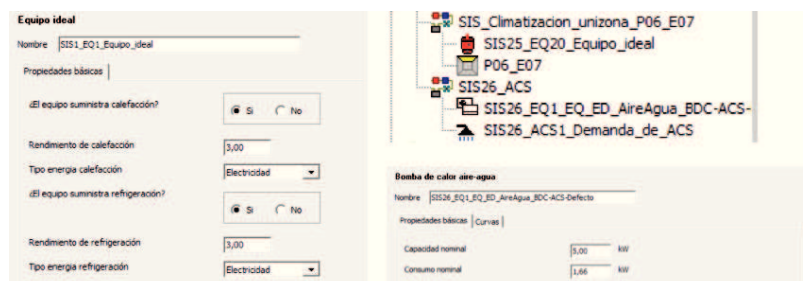 Equipo ideal
Nombre SIS1_EQ1_Equipo_ideal
Propiedades básicas
¿El equipo suministra calefacción?
Si No
Rendimiento de calefacción 3,00
Tipo energia calefacción Electricidad
¿El equipo suministra refrigeración?
Si No
Rendimiento de refrigeración 3,00
Tipo energia refrigeración Electricidad
SIS_Climatizacion_unizona_P06_E07
SIS25_EQ20_Equipo_ideal
P06_E07
SIS26_ACS
SIS26_EQ1_EQ_ED_AireAgua_BDC-ACS-
SIS26_ACS1_Demanda_de_ACS
Bomba de calor aire-agua
Nombre SIS26_EQ1_EQ_ED_AireAgua_BDC-ACS-Defecto
Propiedades básicas Curvas
Capacidad nominal 5,00 kW
Consumo nominal 1,66 kW